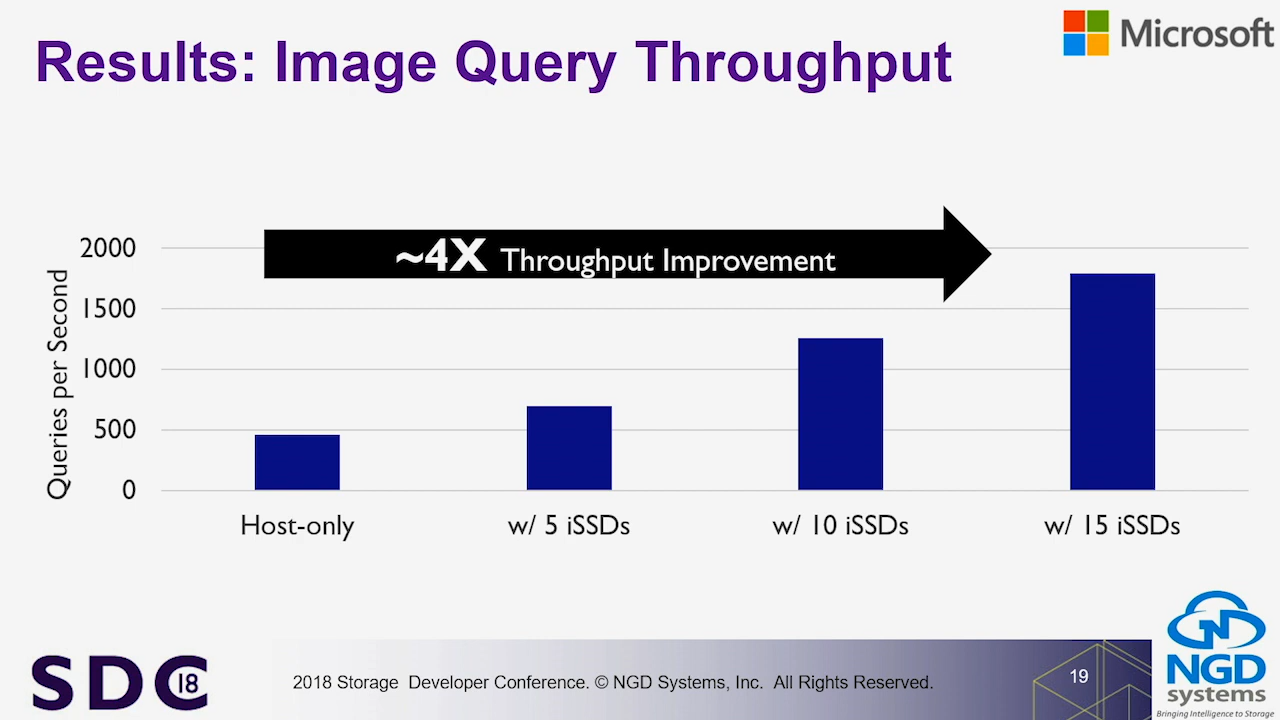 Results: Image Query Throughput
Microsoft
~4X Throughput Improvement
Queries per Second
2000
1500
1000
500
0
Host-only
w/ 5 iSSDs
w/ 10 iSSDs
w/ 15 iSSDs
SDC 18
2018 Storage Developer Conference. © NGD Systems, Inc. All Rights Reserved.
19
NGD
systems
Bringing Intelligence to Storage